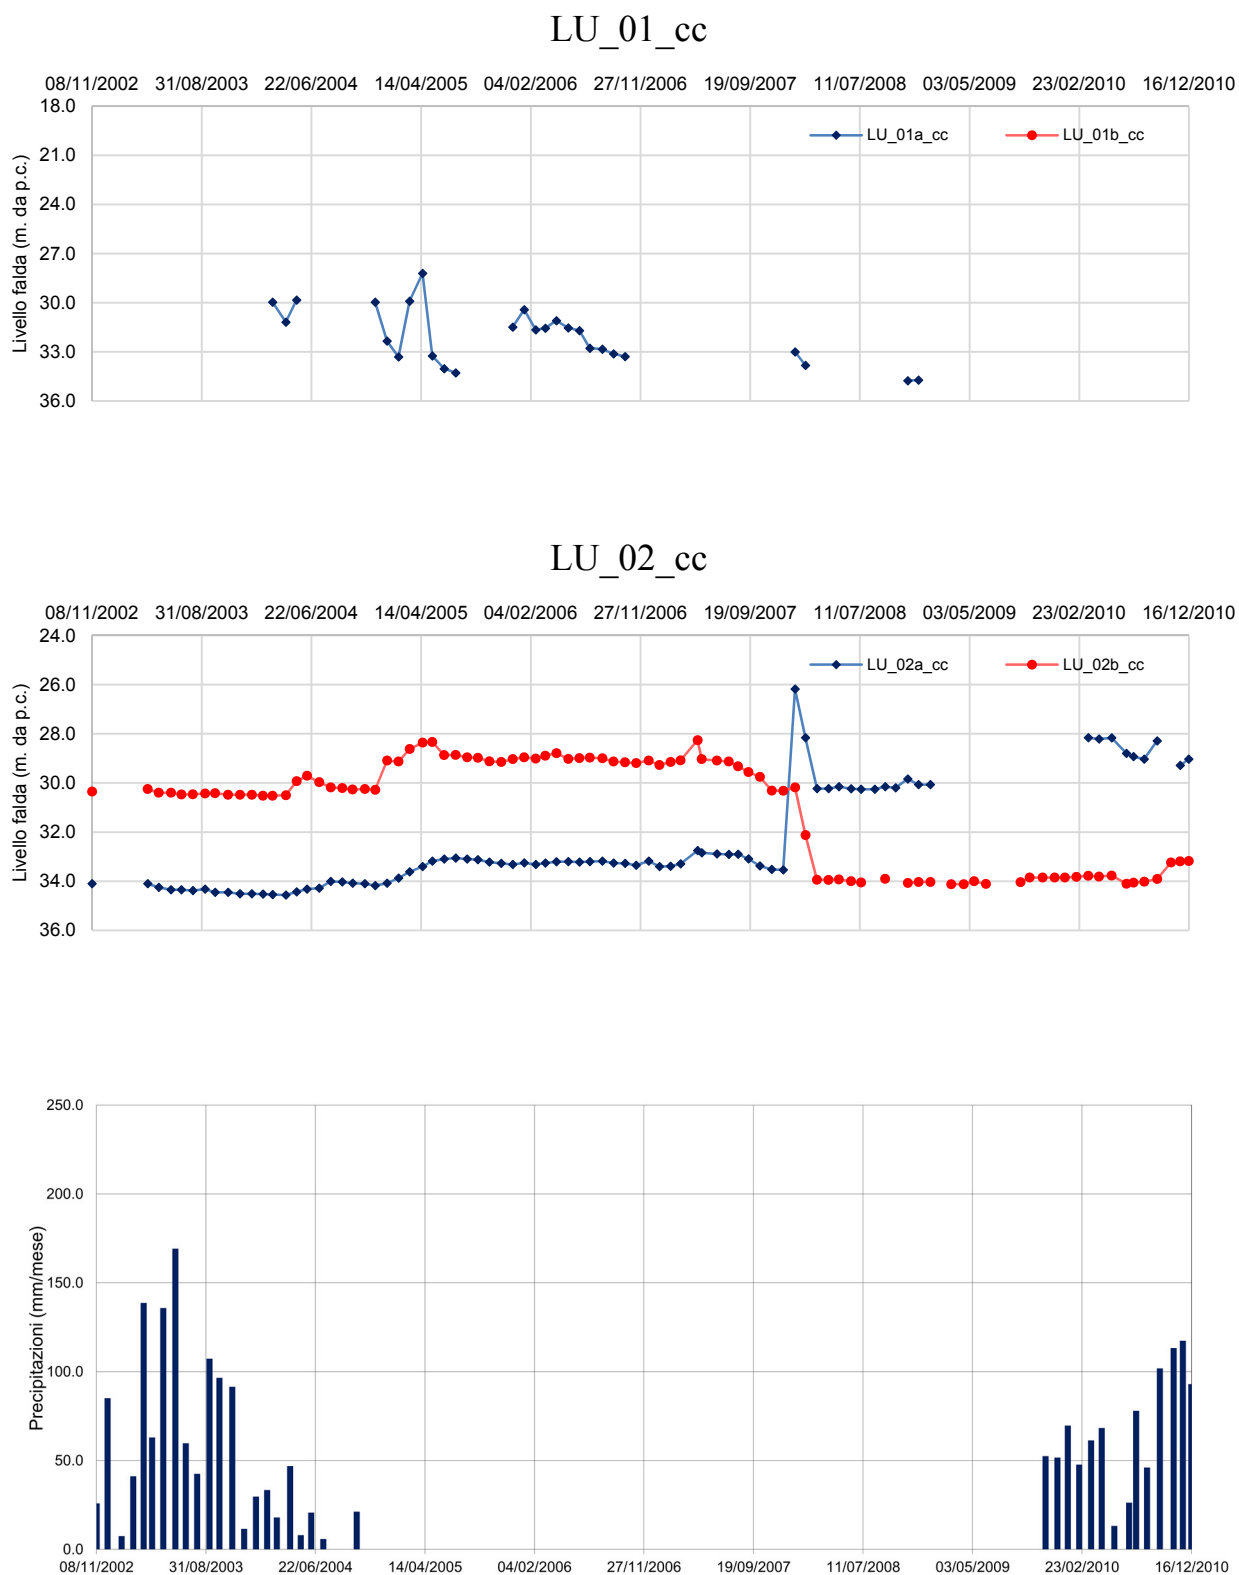 LU_01_cc
08/11/2002 31/08/2003 22/06/2004 14/04/2005 04/02/2006 27/11/2006 19/09/2007 11/07/2008 03/05/2009 23/02/2010 16/12/2010
18.0
LU_01a_cc LU_01b_cc
21.0
24.0
27.0
30.0
33.0
36.0
Livello falda (m. da p.c.)
LU_02_cc
08/11/2002 31/08/2003 22/06/2004 14/04/2005 04/02/2006 27/11/2006 19/09/2007 11/07/2008 03/05/2009 23/02/2010 16/12/2010
24.0
LU_02a_cc LU_02b_cc
26.0
28.0
30.0
32.0
34.0
36.0
Livello falda (m. da p.c.)
250.0
200.0
150.0
100.0
50.0
0.0
Precipitazioni (mm/mese)
08/11/2002 31/08/2003 22/06/2004 14/04/2005 04/02/2006 27/11/2006 19/09/2007 11/07/2008 03/05/2009 23/02/2010 16/12/2010